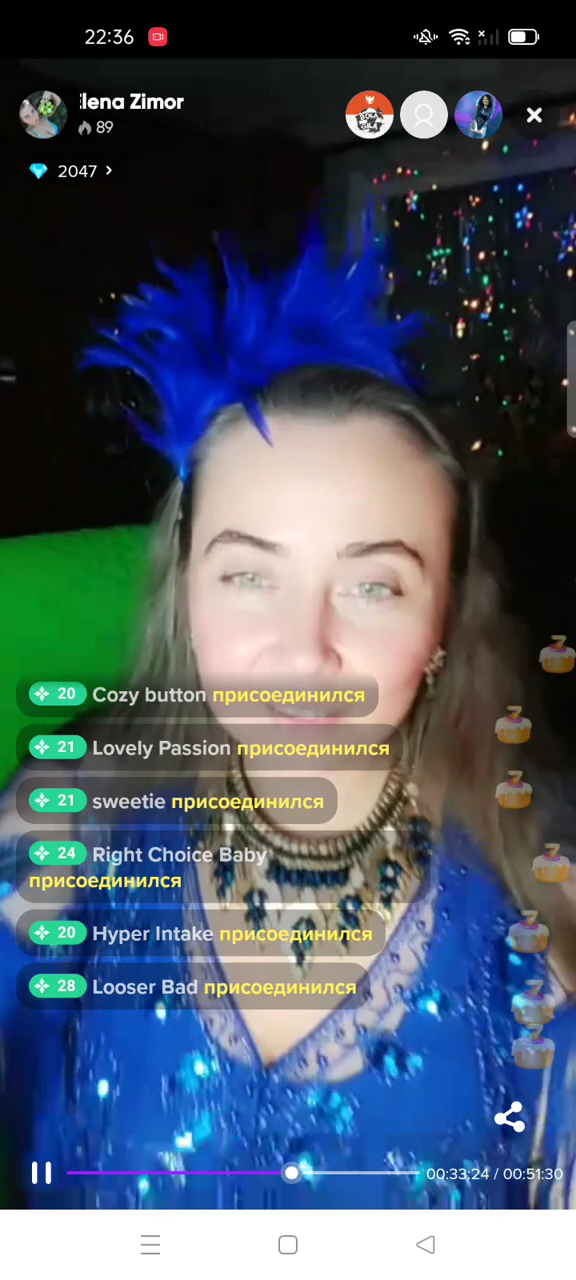 22:36
Elena Zimor
89
2047
20 Cozy button присоединился
21 Lovely Passion присоединился
21 sweetie присоединился
24 Right Choice Baby
присоединился
20 Hyper Intake присоединился
28 Looser Bad присоединился
00:33:24 / 00:51:30